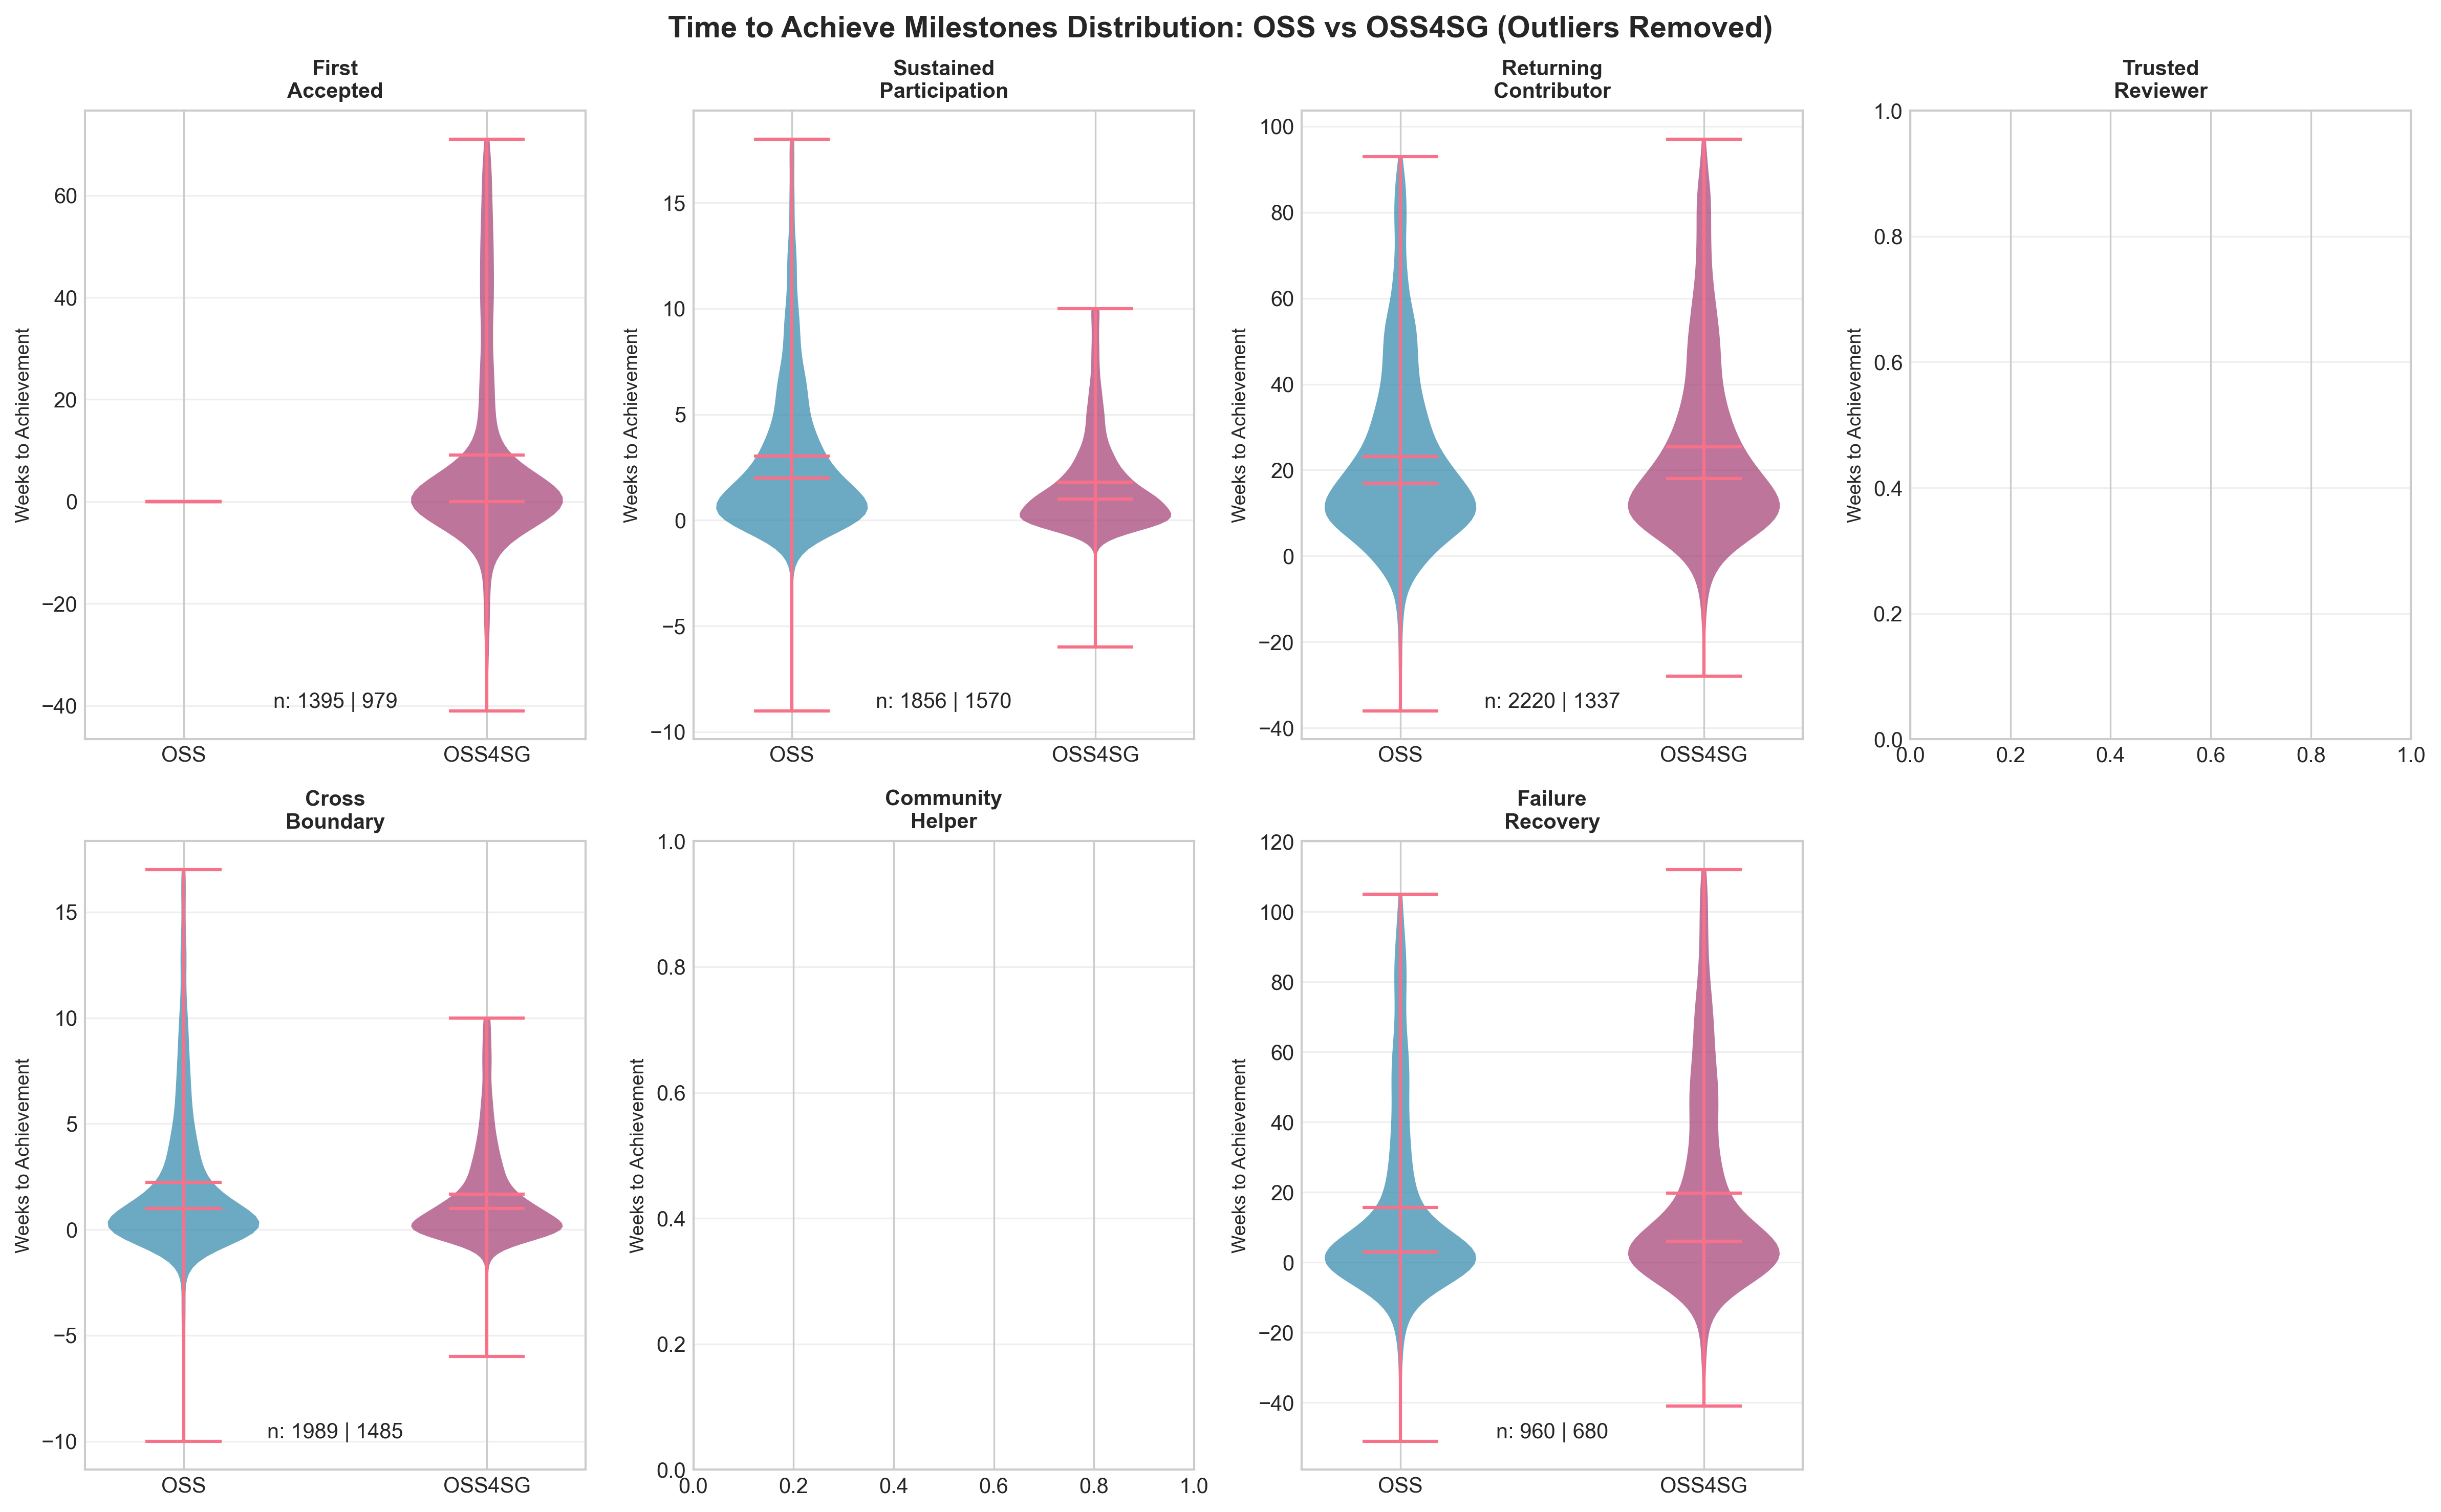 Time to Achieve Milestones Distribution: OSS vs OSS4SG (Outliers Removed)
First
Accepted
Weeks to Achievement
60
40
20
0
−20
−40
n: 1395 | 979
OSS
OSS4SG
Sustained
Participation
Weeks to Achievement
15
10
5
0
−5
−10
n: 1856 | 1570
OSS
OSS4SG
Returning
Contributor
Weeks to Achievement
100
80
60
40
20
0
−20
−40
n: 2220 | 1337
OSS
OSS4SG
Trusted
Reviewer
Weeks to Achievement
1.0
0.8
0.6
0.4
0.2
0.0
0.0 0.2 0.4 0.6 0.8 1.0
Cross
Boundary
Weeks to Achievement
15
10
5
0
−5
−10
n: 1989 | 1485
OSS
OSS4SG
Community
Helper
Weeks to Achievement
1.0
0.8
0.6
0.4
0.2
0.0
0.0 0.2 0.4 0.6 0.8 1.0
Failure
Recovery
Weeks to Achievement
120
100
80
60
40
20
0
−20
−40
n: 960 | 680
OSS
OSS4SG